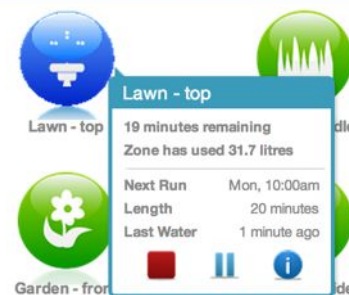 Lawn - top
Lawn - top
19 minutes remaining
Zone has used 31.7 litres
Next Run Mon, 10:00am
Length 20 minutes
Last Water 1 minute ago
Garden -